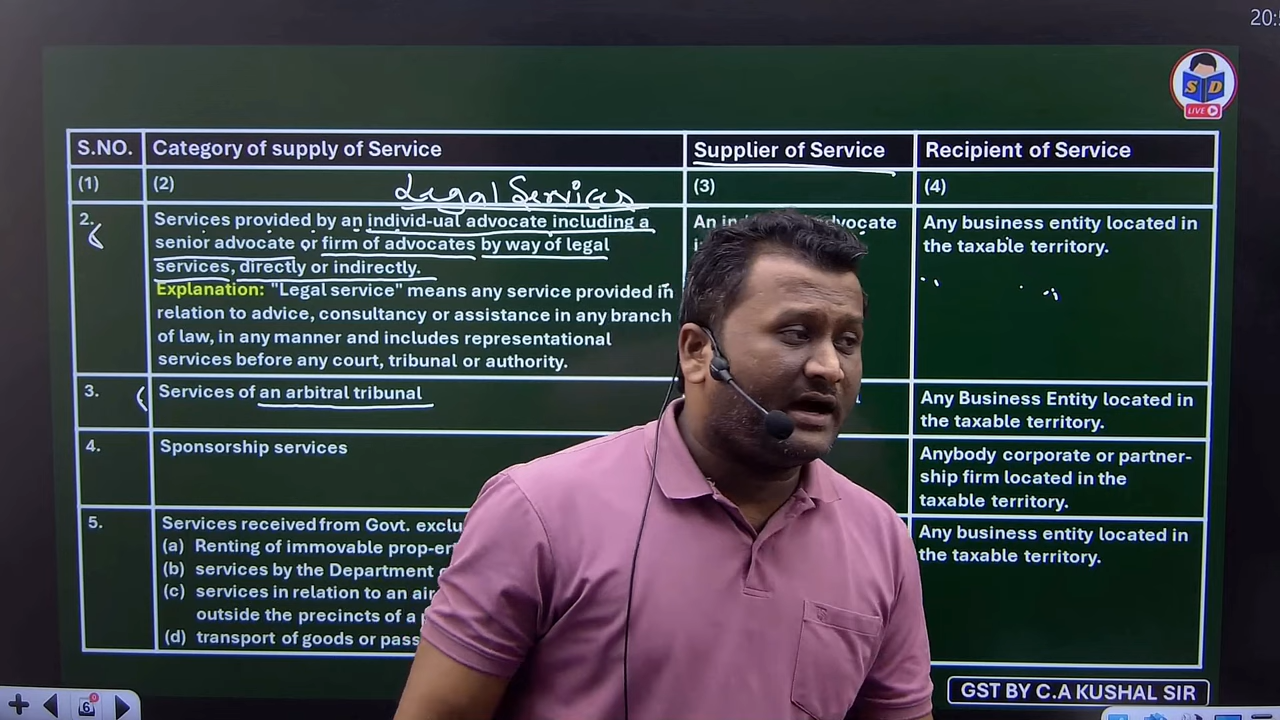 20:
S D
LIVE
S.NO. Category of supply of Service Supplier of Service Recipient of Service
(1) (2) (3) (4)
Legal Services
2. Services provided by an individ-ual advocate including a
senior advocate or firm of advocates by way of legal
services, directly or indirectly.
Explanation: "Legal service" means any service provided in
relation to advice, consultancy or assistance in any branch
of law, in any manner and includes representational
services before any court, tribunal or authority.
An
Any business entity located in
the taxable territory.
3. Services of an arbitral tribunal
Any Business Entity located in
the taxable territory.
4. Sponsorship services
Anybody corporate or partner-
ship firm located in the
taxable territory.
5. Services received from Govt.
(a) Renting of immovable
(b) services by the Department
(c) services in relation to an
outside the precincts of a
(d) transport of goods or
Any business entity located in
the taxable territory.
GST BY C.A KUSHAL SIR
6